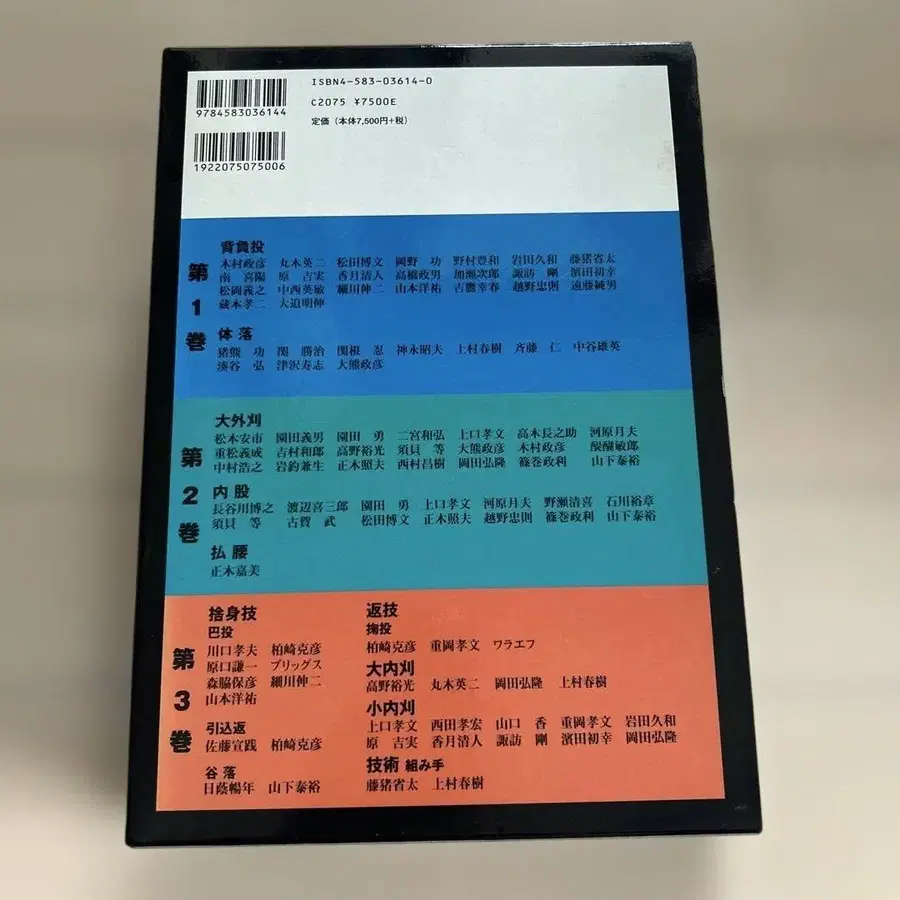 ISBN4-583-03614-0
C2075 ¥7500E
定価（本体7,500円+税）
9784583036144
1922075075006
第1巻
背負投
木村政彦 丸木英二 松田博文 岡野 功 野村豊和 岩田久和 藤猪省太
南 喜陽 原 吉実 香月清人 高橋政男 加瀬次郎 諏訪 剛 濱田初幸
松岡義之 中西英敏 細川伸二 山本洋祐 吉鷹幸春 越野忠則 遠藤純男
蔵本孝二 大迫明伸
体落
猪熊 功 関 勝治 関根 忍 神永昭夫 上村春樹 斉藤 仁 中谷雄英
湊谷 弘 津沢寿志 大熊政彦
第2巻
大外刈
松本安市 園田義男 園田 勇 二宮和弘 上口孝文 高木長之助 河原月夫
重松義成 吉村和郎 高野裕光 須貝 等 大熊政彦 木村政彦 醍醐敏郎
中村浩之 岩釣兼生 正木照夫 西村昌樹 岡田弘隆 篠巻政利 山下泰裕
内股
長谷川博之 渡辺喜三郎 園田 勇 上口孝文 河原月夫 野瀬清喜 石川裕章
須貝 等 古賀 武 松田博文 正木照夫 越野忠則 篠巻政利 山下泰裕
払腰
正木嘉美
第3巻
捨身技
巴投
川口孝夫 柏崎克彦
原口謙一 ブリッグス
森脇保彦 細川伸二
山本洋祐
引込返
佐藤宣践 柏崎克彦
谷落
日蔭暢年 山下泰裕
返技
掬投
柏崎克彦 重岡孝文 ワラエフ
大内刈
高野裕光 丸木英二 岡田弘隆 上村春樹
小内刈
上口孝文 西田孝宏 山口 香 重岡孝文 岩田久和
原 吉実 香月清人 諏訪 剛 濱田初幸 岡田弘隆
技術 組み手
藤猪省太 上村春樹